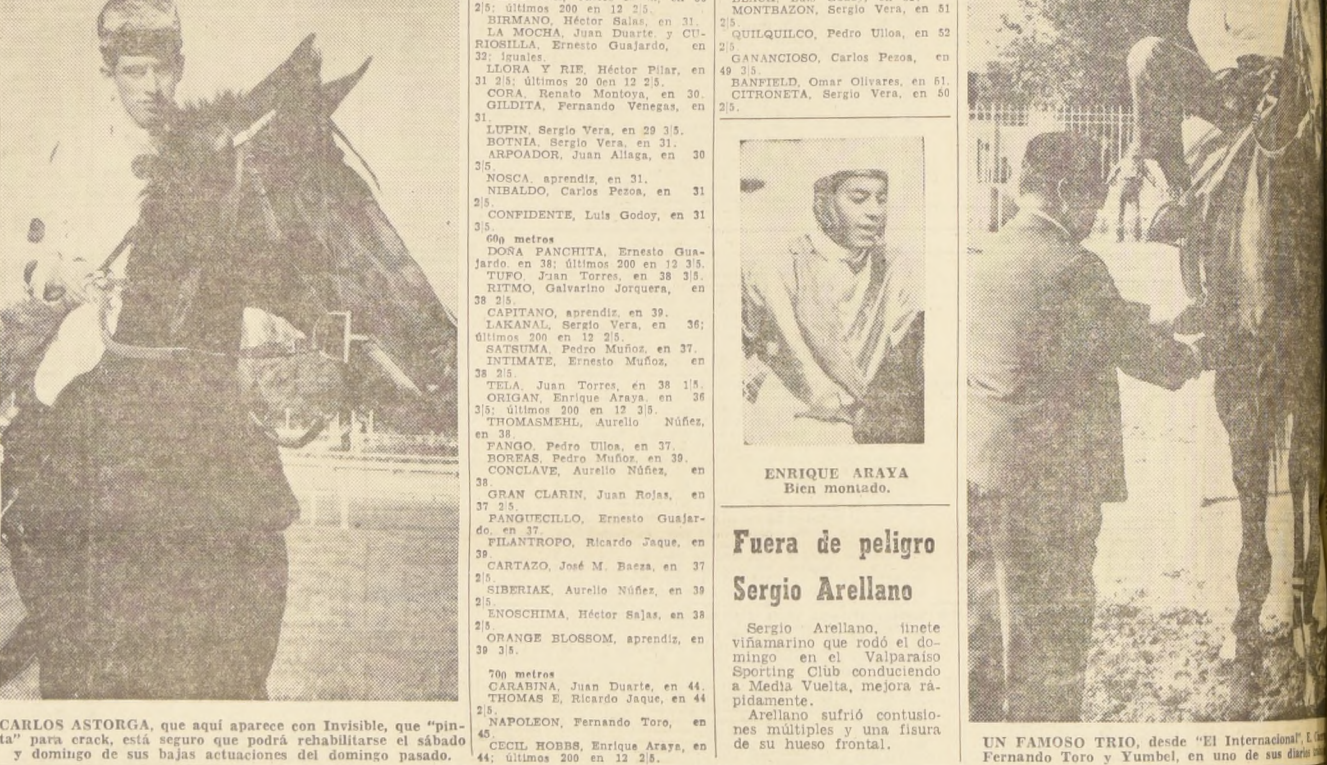 CARLOS ASTORGA, que aquí aparece con Invisible, que "pin-
ta" para crack, está seguro que podrá rehabilitarse el sábado
y domingo de sus bajas actuaciones del domingo pasado.
2|5; últimos 200 en 12 2|5.
BIRMANO, Héctor Salas, en 31.
LA MOCHA, Juan Duarte. y CU-
RIOSILLA, Ernesto Guajardo, en
32; iguales.
LLORA Y RIE, Héctor Pilar, en
31 2|5; últimos 20 0en 12 2|5.
CORA, Renato Montoya, en 30.
GILDITA, Fernando Venegas, en
31.
LUPIN, Sergio Vera, en 29 3|5.
BOTNIA, Sergio Vera, en 31.
ARPOADOR, Juan Aliaga, en 30
3|5.
NOSCA, aprendiz, en 31.
NIBALDO, Carlos Pezoa, en 31
2|5.
CONFIDENTE, Luis Godoy, en 31
3|5.
600 metros
DOÑA PANCHITA, Ernesto Gua-
jardo, en 38; últimos 200 en 12 3|5.
TUFO, Juan Torres, en 38 3|5.
RITMO, Galvarino Jorquera, en
38 2|5.
CAPITANO, aprendiz, en 39.
LAKANAL, Sergio Vera, en 36;
últimos 200 en 12 2|5.
SATSUMA, Pedro Muñoz, en 37.
INTIMATE, Ernesto Muñoz, en
38 2|5.
TELA, Juan Torres, en 38 1|5.
ORIGAN, Enrique Araya, en 36
3|5; últimos 200 en 12 3|5.
THOMASMEHL, Aurelio Núñez,
en 38.
FANGO, Pedro Ulloa, en 37.
BOREAS, Pedro Muñoz, en 39.
CONCLAVE, Aurelio Núñez, en
38.
GRAN CLARIN, Juan Rojas, en
37 2|5.
PANGUECILLO, Ernesto Guajar-
do, en 37.
FILANTROPO, Ricardo Jaque, en
39.
CARTAZO, José M. Baeza, en 37
2|5.
SIBERIAK, Aurelio Núñez, en 39
2|5.
ENOSCHIMA, Héctor Salas, en 38
2|5.
ORANGE BLOSSOM, aprendiz, en
39 3|5.
700 metros
CARABINA, Juan Duarte, en 44.
THOMAS E, Ricardo Jaque, en 44
2|5.
NAPOLEON, Fernando Toro, en
45.
CECIL HOBBS, Enrique Araya, en
44; últimos 200 en 12 2|5.
MONTBAZON, Sergio Vera, en 51
2|5.
QUILQUILCO, Pedro Ulloa, en 52
2|5.
GANANCIOSO, Carlos Pezoa, en
49 3|5.
BANFIELD, Omar Olivares, en 51.
CITRONETA, Sergio Vera, en 50
2|5.
ENRIQUE ARAYA
Bien montado.
Fuera de peligro
Sergio Arellano
Sergio Arellano, jinete
viñamarino que rodó el do-
mingo en el Valparaíso
Sporting Club conduciendo
a Media Vuelta, mejora rá-
pidamente.
Arellano sufrió contusio-
nes múltiples y una fisura
de su hueso frontal.
UN FAMOSO TRIO, desde "El Internacional", E.
Fernando Toro y Yumbel, en uno de sus diarios